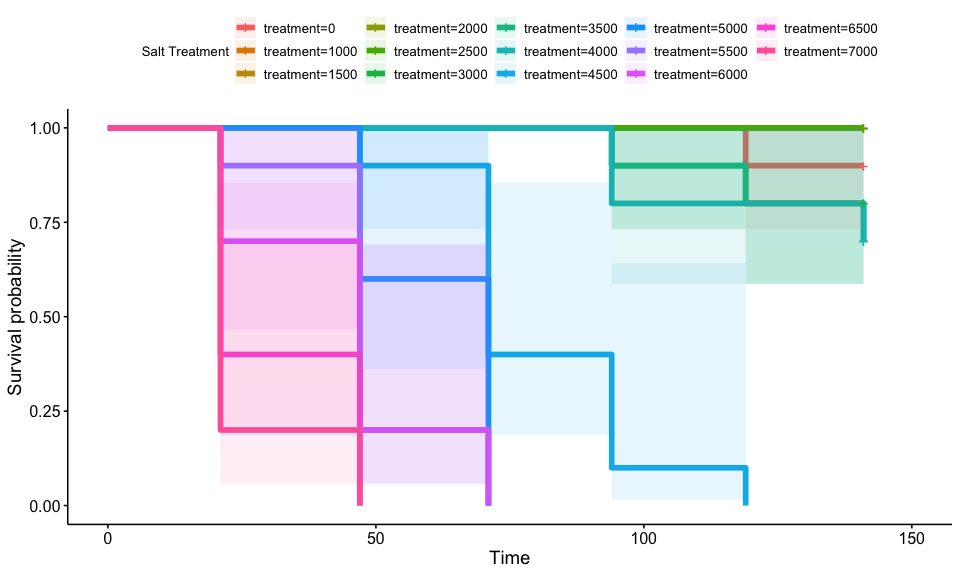 Salt Treatment
treatment=0 treatment=2000 treatment=3500 treatment=5000 treatment=6500
treatment=1000 treatment=2500 treatment=4000 treatment=5500 treatment=7000
treatment=1500 treatment=3000 treatment=4500 treatment=6000
Survival probability
1.00
0.75
0.50
0.25
0.00
0 50 100 150
Time